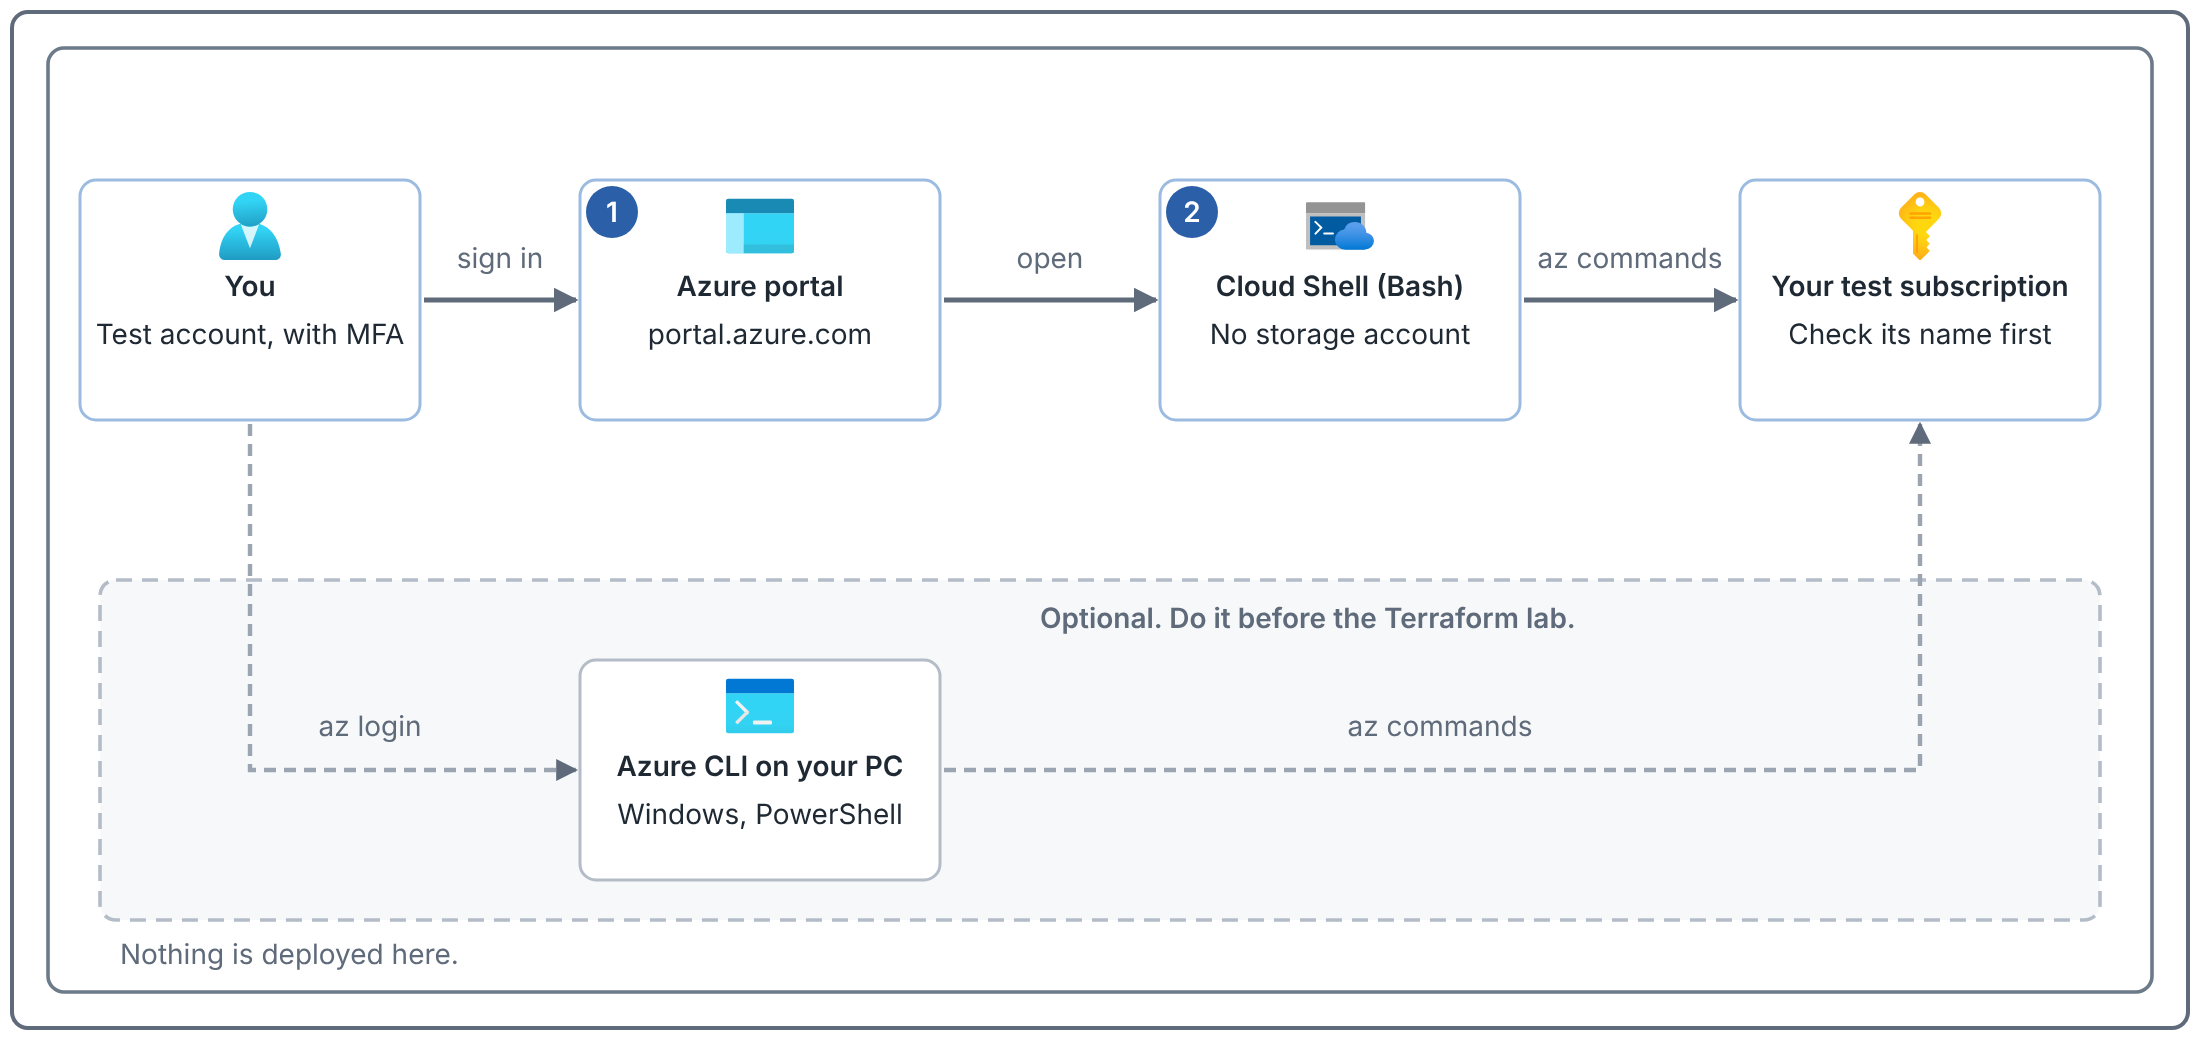 You
Test account, with MFA
sign in
1
Azure portal
portal.azure.com
open
2
Cloud Shell (Bash)
No storage account
az commands
Your test subscription
Check its name first
Optional. Do it before the Terraform lab.
az login
Azure CLI on your PC
Windows, PowerShell
az commands
Nothing is deployed here.